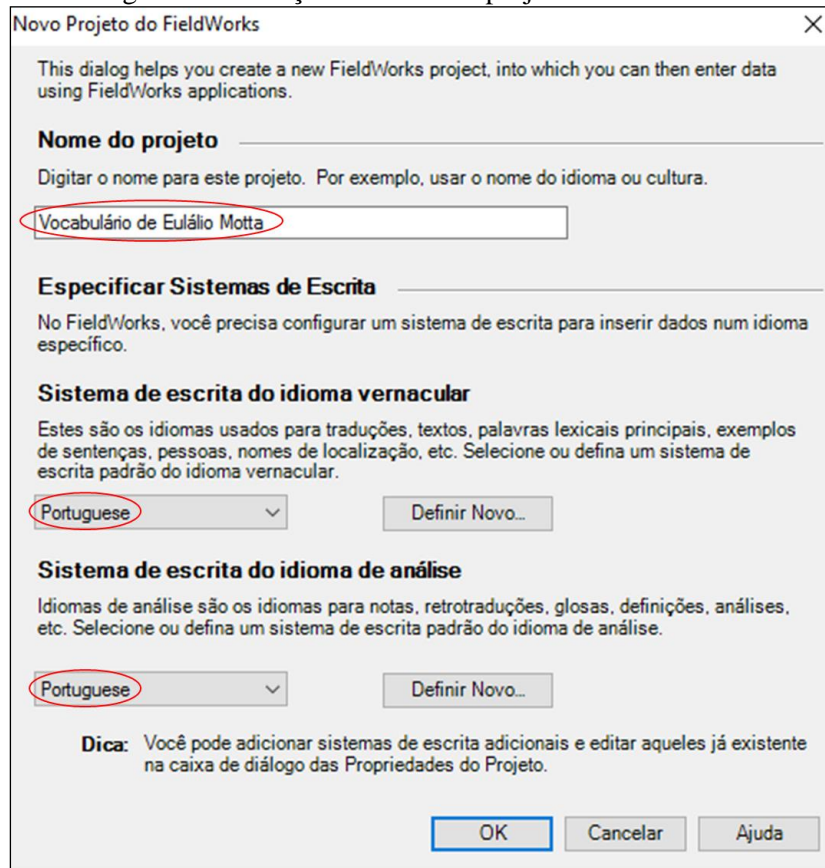 Novo Projeto do FieldWorks
This dialog helps you create a new FieldWorks project, into which you can then enter data
using FieldWorks applications.
Nome do projeto
Digitar o nome para este projeto. Por exemplo, usar o nome do idioma ou cultura.
Vocabulário de Eulálio Motta
Especificar Sistemas de Escrita
No FieldWorks, você precisa configurar um sistema de escrita para inserir dados num idioma
específico.
Sistema de escrita do idioma vernacular
Estes são os idiomas usados para traduções, textos, palavras lexicais principais, exemplos
de sentenças, pessoas, nomes de localização, etc. Selecione ou defina um sistema de
escrita padrão do idioma vernacular.
Portuguese Definir Novo...
Sistema de escrita do idioma de análise
Idiomas de análise são os idiomas para notas, retrotraduções, glosas, definições, análises,
etc. Selecione ou defina um sistema de escrita padrão do idioma de análise.
Portuguese Definir Novo...
Dica: Você pode adicionar sistemas de escrita adicionais e editar aqueles já existente
na caixa de diálogo das Propriedades do Projeto.
OK Cancelar Ajuda